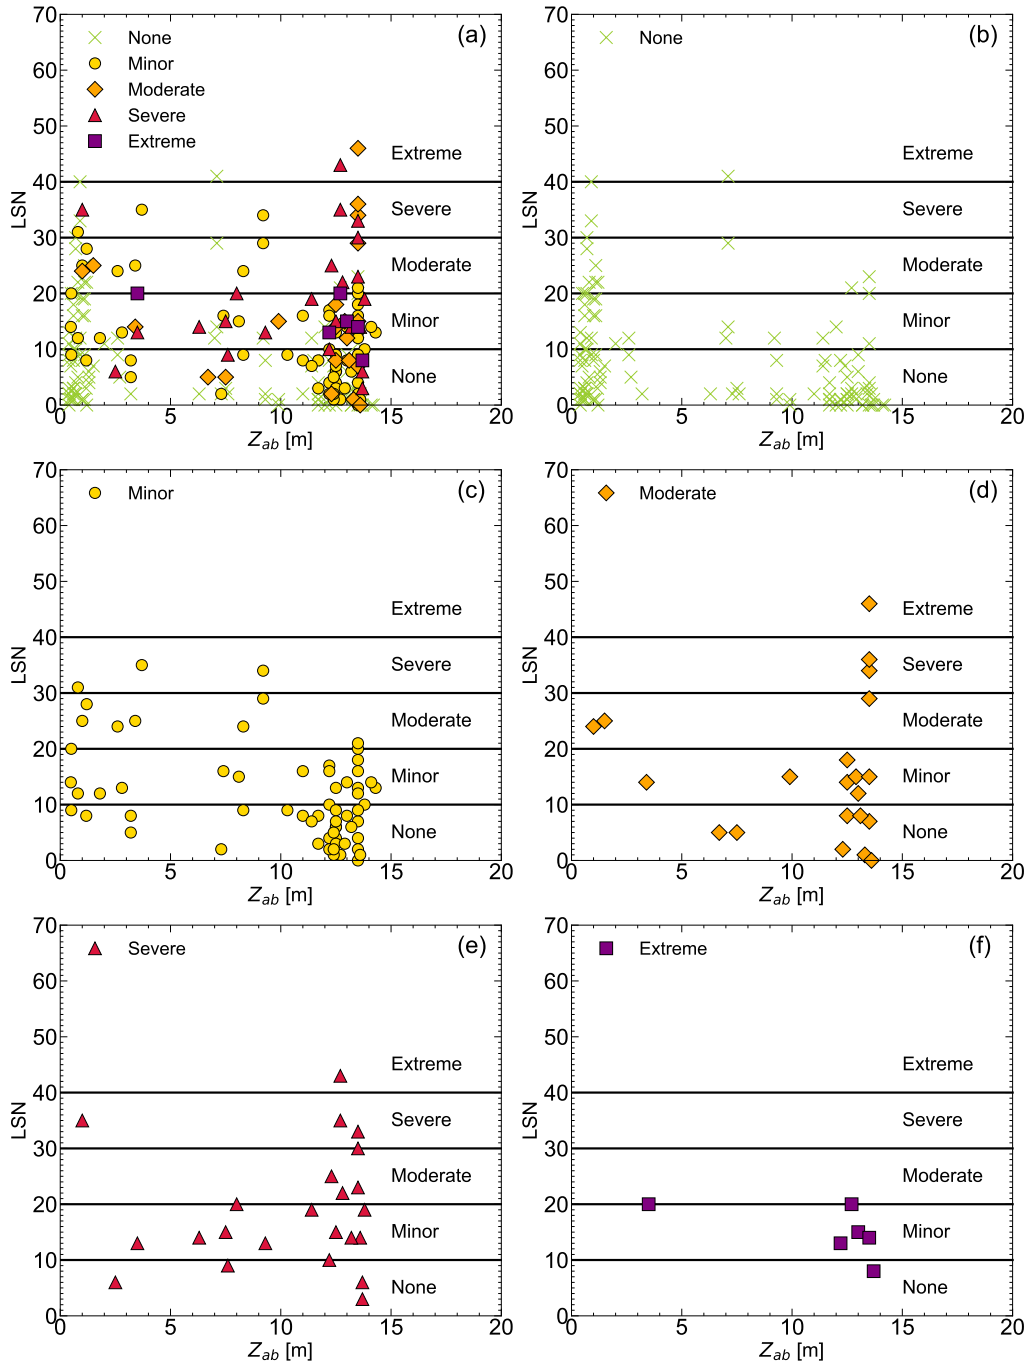 70
60
50
40
30
20
10
0
LSN
None
Minor
Moderate
Severe
Extreme
(a)
Extreme
Severe
Moderate
Minor
None
0 5 10 15 20
Z_ab [m]
70
60
50
40
30
20
10
0
LSN
None
(b)
Extreme
Severe
Moderate
Minor
None
0 5 10 15 20
Z_ab [m]
70
60
50
40
30
20
10
0
LSN
Minor
(c)
Extreme
Severe
Moderate
Minor
None
0 5 10 15 20
Z_ab [m]
70
60
50
40
30
20
10
0
LSN
Moderate
(d)
Extreme
Severe
Moderate
Minor
None
0 5 10 15 20
Z_ab [m]
70
60
50
40
30
20
10
0
LSN
Severe
(e)
Extreme
Severe
Moderate
Minor
None
0 5 10 15 20
Z_ab [m]
70
60
50
40
30
20
10
0
LSN
Extreme
(f)
Extreme
Severe
Moderate
Minor
None
0 5 10 15 20
Z_ab [m]